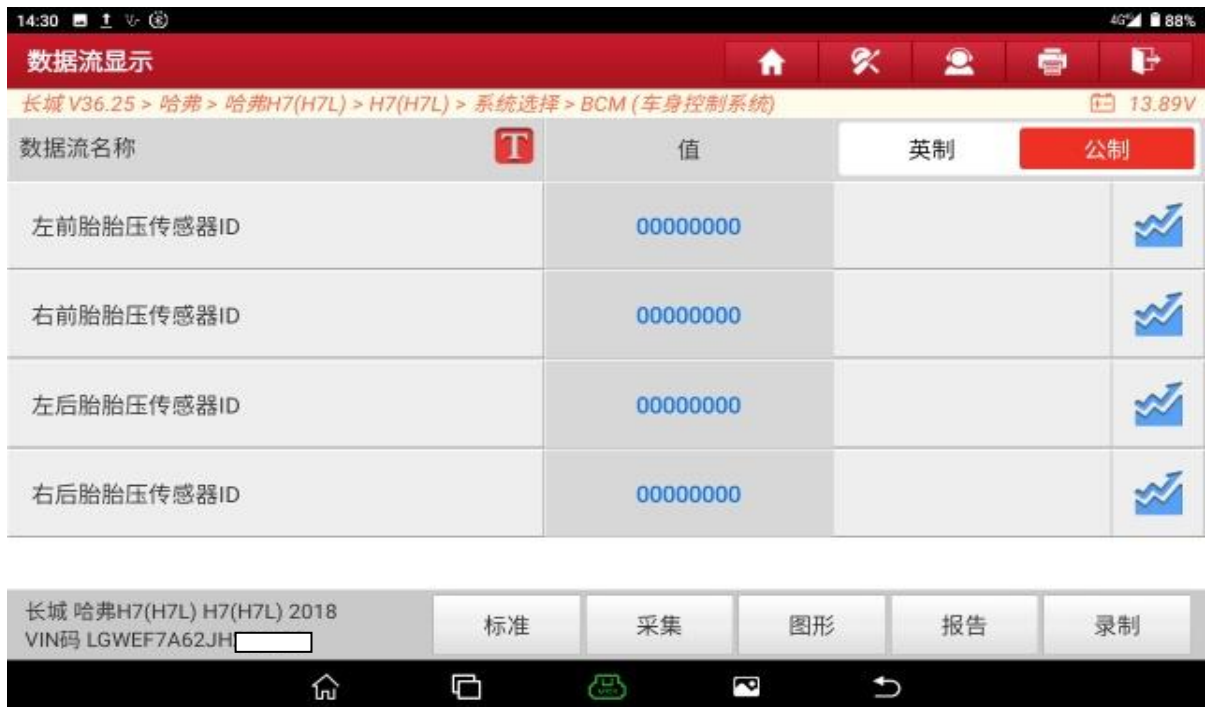 14:30 4G 88%
数据流显示
长城 V36.25 > 哈弗 > 哈弗H7(H7L) > H7(H7L) > 系统选择 > BCM (车身控制系统) 13.89V
数据流名称 T 值 英制 公制
左前胎胎压传感器ID 00000000
右前胎胎压传感器ID 00000000
左后胎胎压传感器ID 00000000
右后胎胎压传感器ID 00000000
长城 哈弗H7(H7L) H7(H7L) 2018
VIN码 LGWEF7A62JH
标准 采集 图形 报告 录制